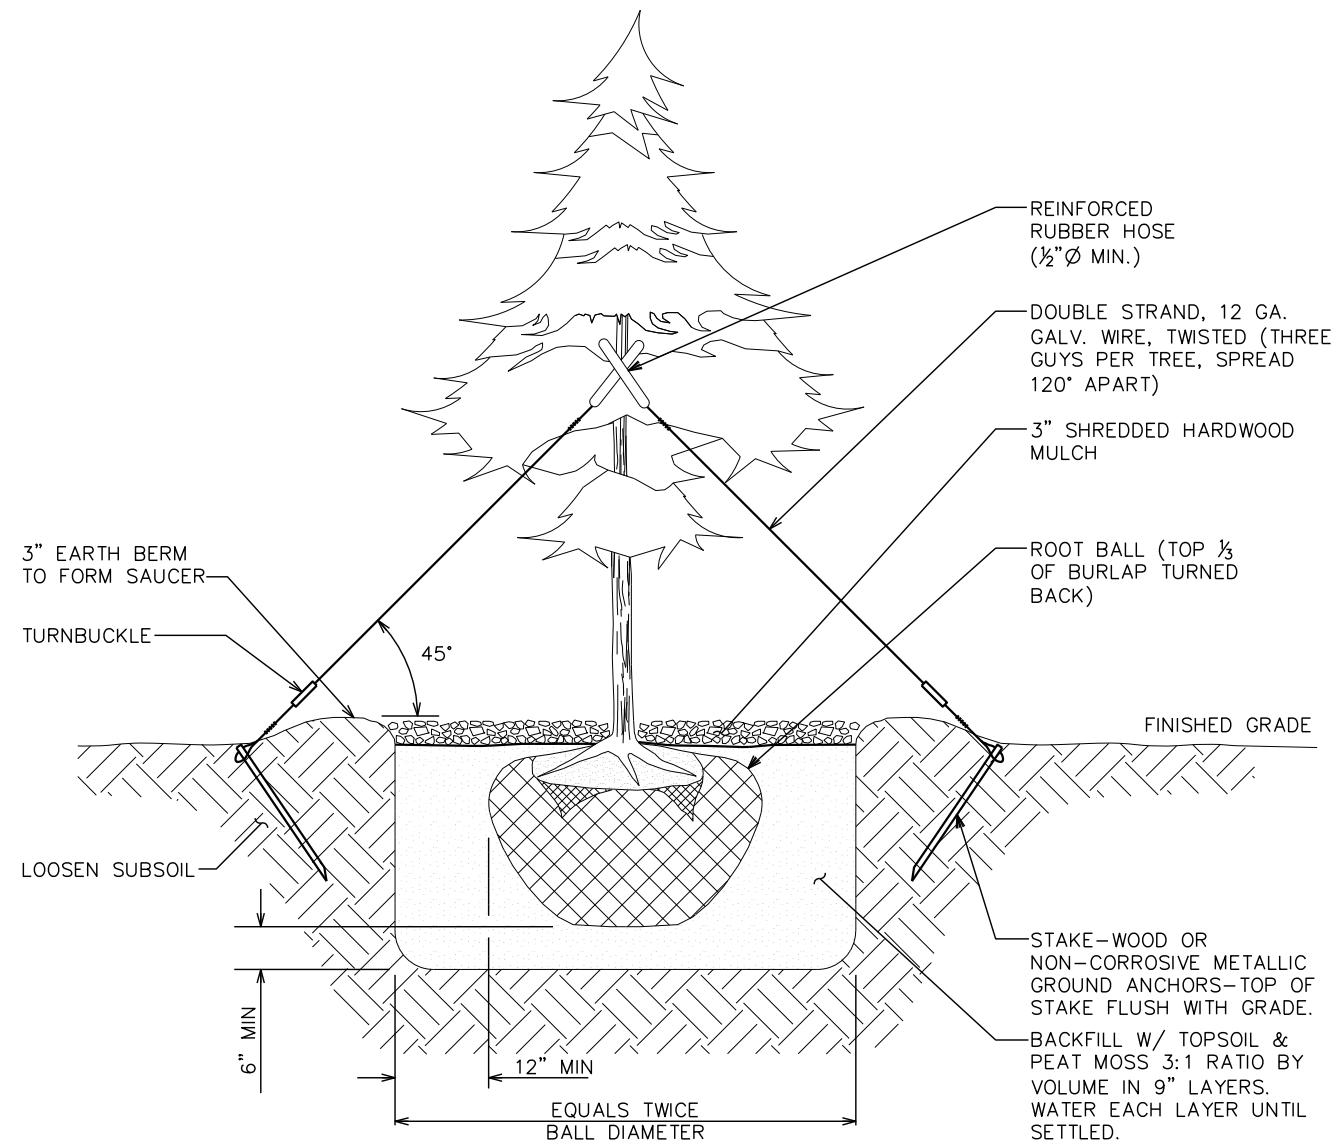 REINFORCED
RUBBER HOSE
(½"Ø MIN.)
DOUBLE STRAND, 12 GA.
GALV. WIRE, TWISTED (THREE
GUYS PER TREE, SPREAD
120° APART)
3" SHREDDED HARDWOOD
MULCH
ROOT BALL (TOP ⅓
OF BURLAP TURNED
BACK)
3" EARTH BERM
TO FORM SAUCER
TURNBUCKLE
45°
FINISHED GRADE
LOOSEN SUBSOIL
STAKE-WOOD OR
NON-CORROSIVE METALLIC
GROUND ANCHORS-TOP OF
STAKE FLUSH WITH GRADE.
BACKFILL W/ TOPSOIL &
PEAT MOSS 3:1 RATIO BY
VOLUME IN 9" LAYERS.
WATER EACH LAYER UNTIL
SETTLED.
6" MIN
12" MIN
EQUALS TWICE
BALL DIAMETER